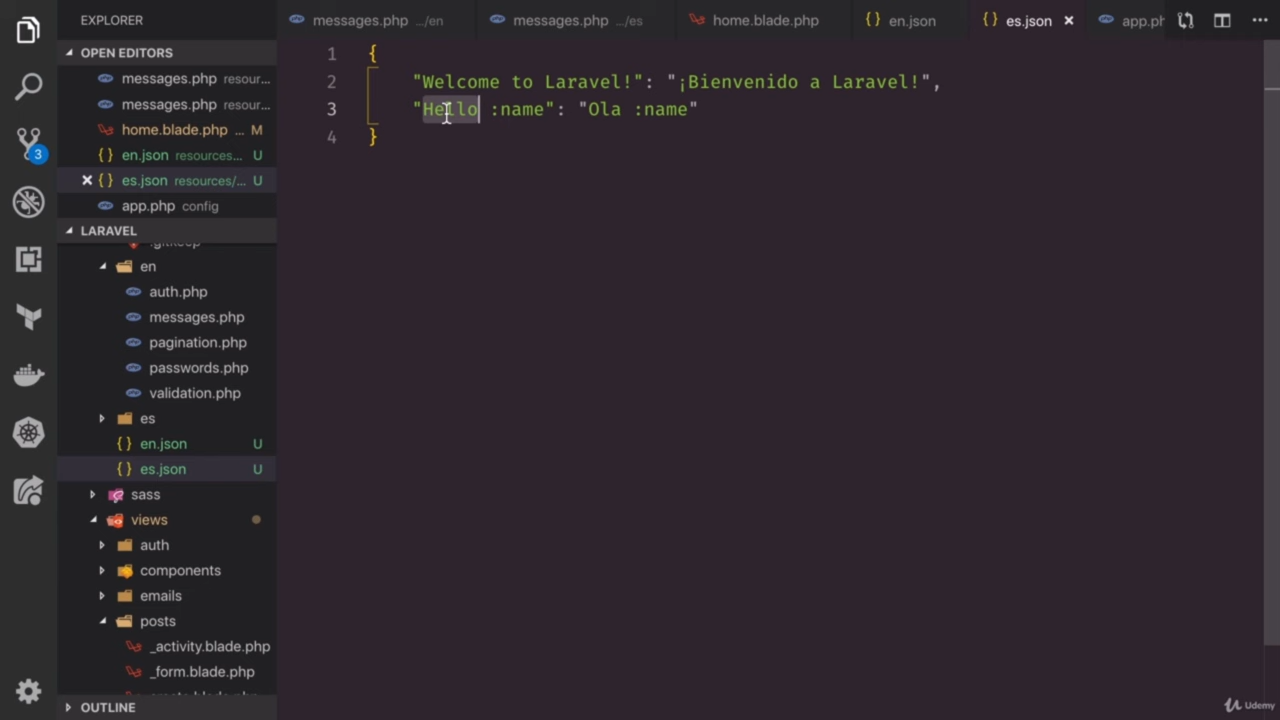 EXPLORER
messages.php .../en
messages.php .../es
home.blade.php
en.json
es.json
app.ph
OPEN EDITORS
messages.php resour...
messages.php resour...
home.blade.php ... M
en.json resources... U
es.json resources/... U
app.php config
3
LARAVEL
.gitkeep
en
auth.php
messages.php
pagination.php
passwords.php
validation.php
es
en.json U
es.json U
sass
views
auth
components
emails
posts
_activity.blade.php
_form.blade.php
OUTLINE
1 {
2 "Welcome to Laravel!": "¡Bienvenido a Laravel!",
3 "Hello :name": "Ola :name"
4 }
Udemy